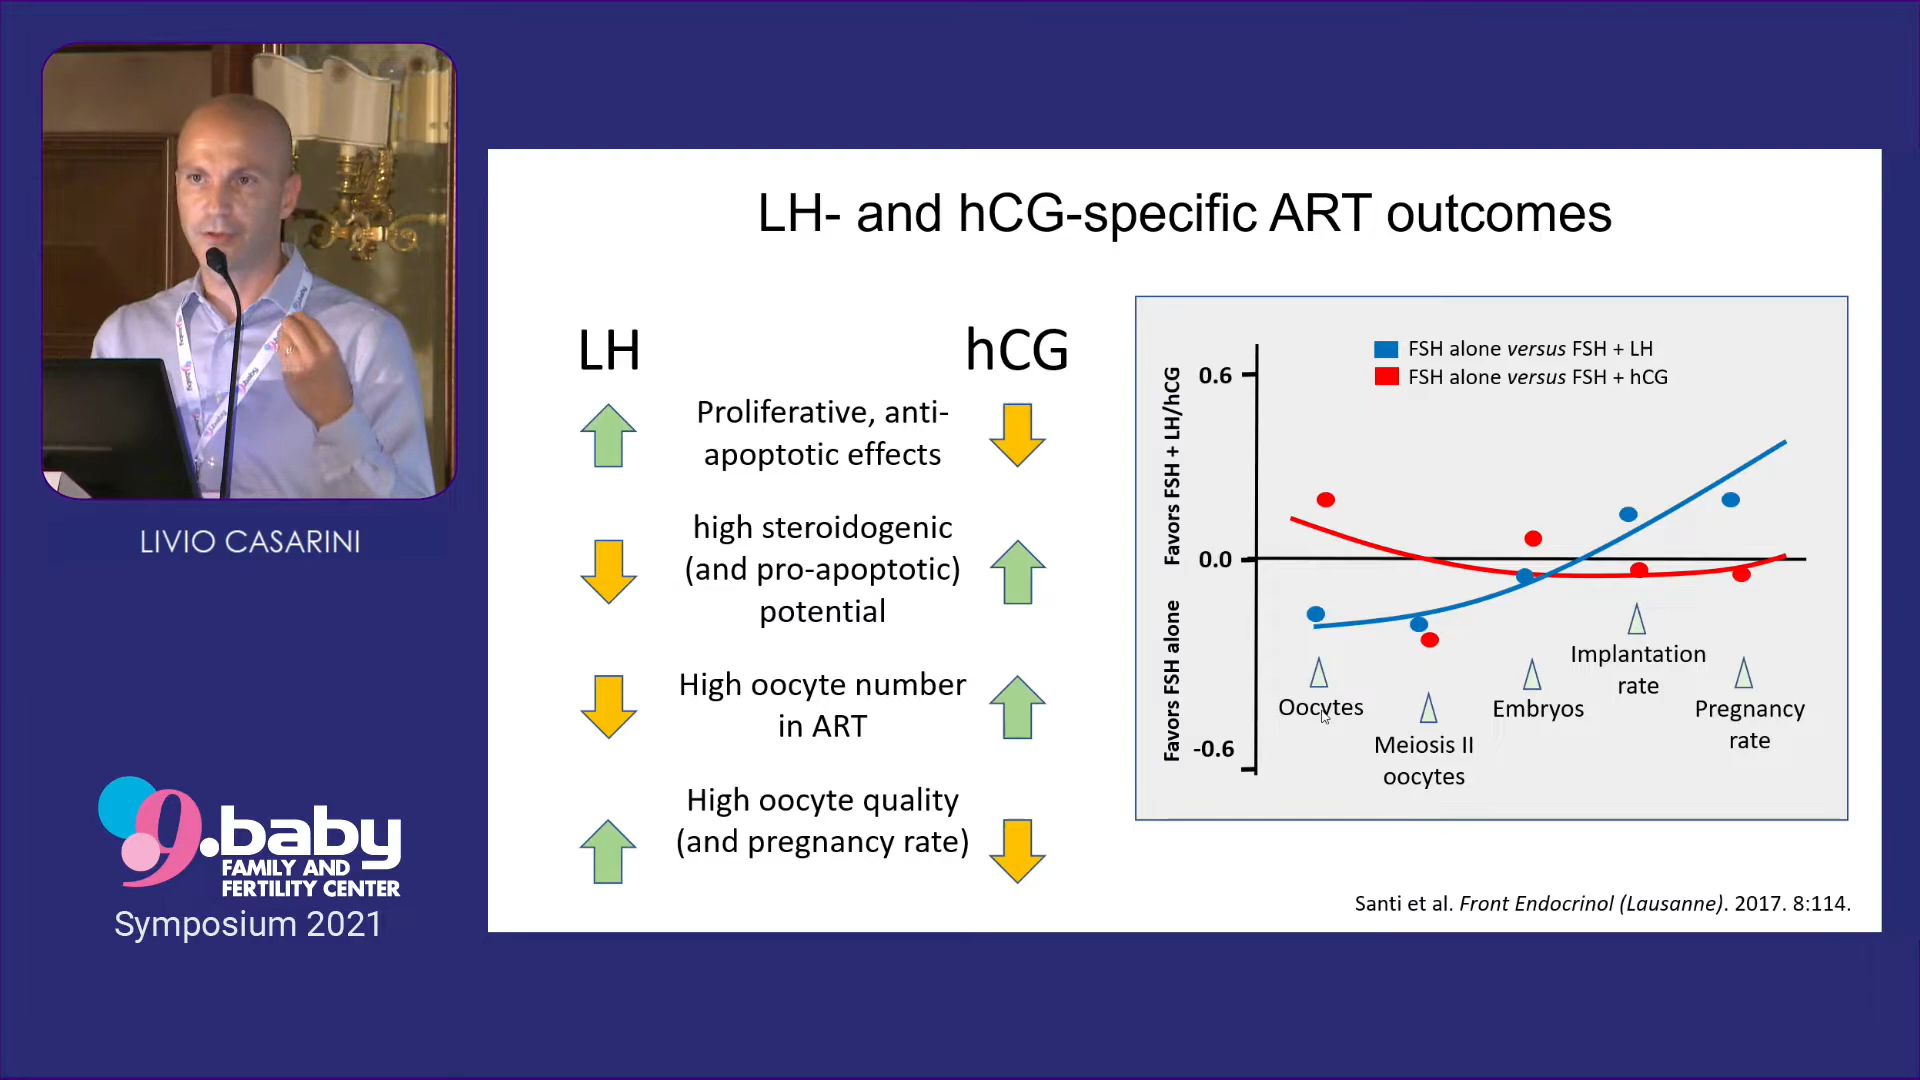 LIVIO CASARINI
9.baby
FAMILY AND
FERTILITY CENTER
Symposium 2021
LH- and hCG-specific ART outcomes
LH
hCG
Proliferative, anti-
apoptotic effects
high steroidogenic
(and pro-apoptotic)
potential
High oocyte number
in ART
High oocyte quality
(and pregnancy rate)
FSH alone versus FSH + LH
FSH alone versus FSH + hCG
Favors FSH + LH/hCG
Favors FSH alone
0.6
0.0
-0.6
Oocytes
Meiosis II
oocytes
Embryos
Implantation
rate
Pregnancy
rate
Santi et al. Front Endocrinol (Lausanne). 2017. 8:114.